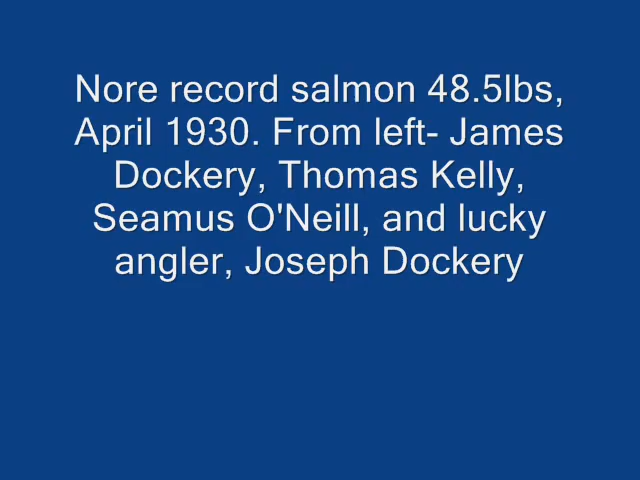 Nore record salmon 48.5lbs,
April 1930. From left- James
Dockery, Thomas Kelly,
Seamus O'Neill, and lucky
angler, Joseph Dockery